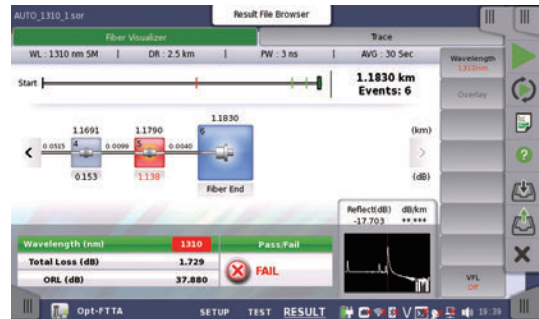 AUTO_1310_1.sor
Result File Browser
Fiber Visualizer
Trace
WL : 1310 nm SM | DR : 2.5 km | PW : 3 ns | AVG : 30 Sec
Wavelength
1310nm
Start
1.1830 km
Events: 6
Overlay
1.1830
1.1691
1.1790
(km)
0.0515
4
0.0099
5
0.0040
6
0.153
1.138
(dB)
Fiber End
Reflect(dB) dB/km
-17.703 **.***
Wavelength (nm) 1310 Pass/Fail
Total Loss (dB) 1.729
FAIL
ORL (dB) 37.880
VFL
Off
Opt-FTTA SETUP TEST RESULT 19:39